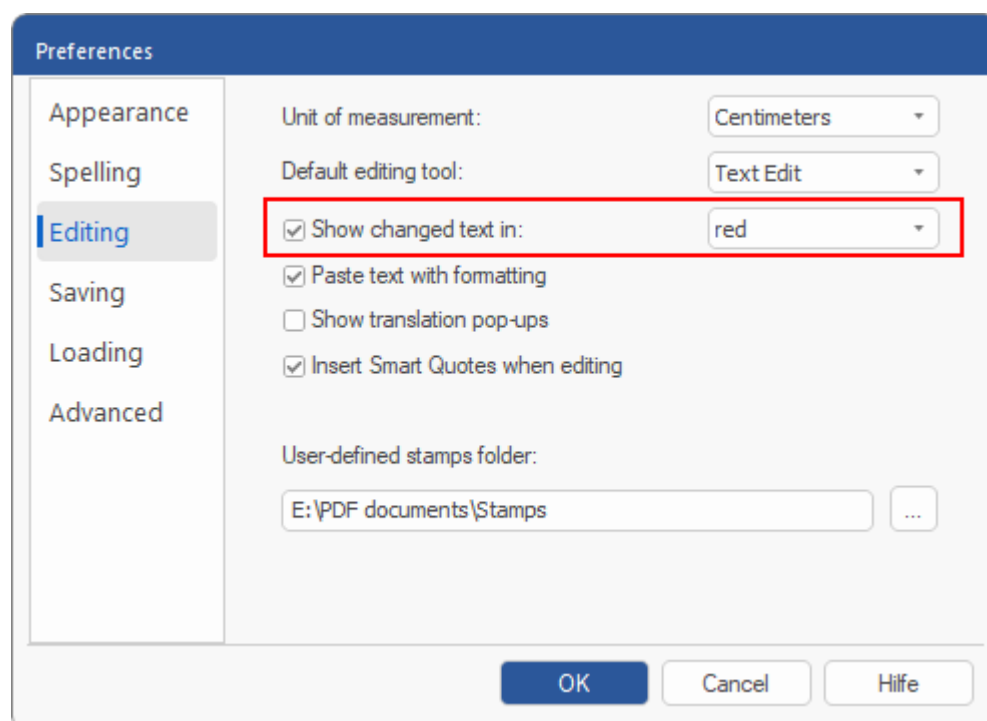 Preferences
Appearance
Spelling
Editing
Saving
Loading
Advanced
Unit of measurement: Centimeters
Default editing tool: Text Edit
Show changed text in: red
Paste text with formatting
Show translation pop-ups
Insert Smart Quotes when editing
User-defined stamps folder:
E:\PDF documents\Stamps ...
OK Cancel Hilfe